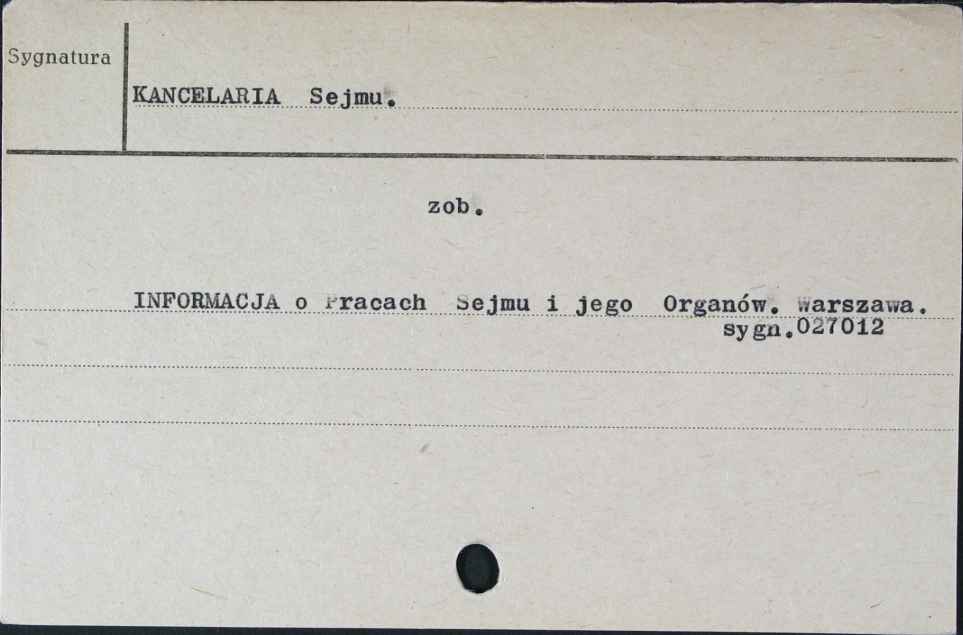 Sygnatura
KANCELARIA Sejmu.
zob.
INFORMACJA o Pracach Sejmu i jego Organów. Warszawa.
sygn.027012